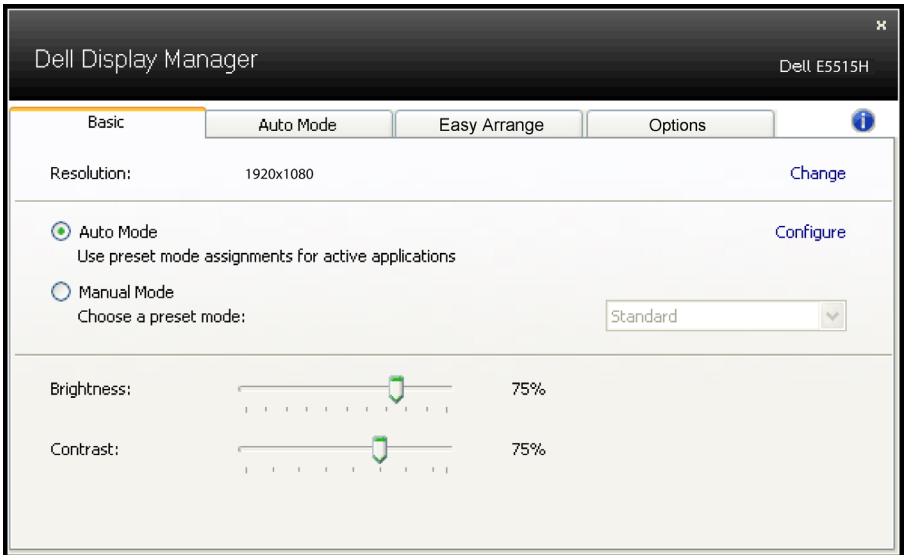 x
Dell Display Manager
Dell E5515H
Basic Auto Mode Easy Arrange Options i
Resolution: 1920x1080 Change
Auto Mode Configure
Use preset mode assignments for active applications
Manual Mode
Choose a preset mode: Standard
Brightness: 75%
Contrast: 75%